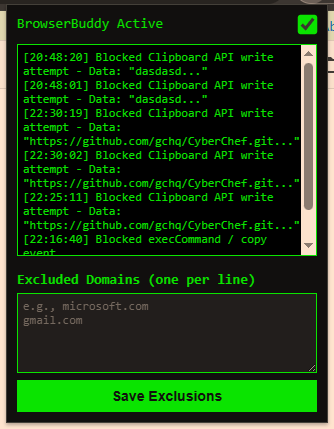 BrowserBuddy Active
[20:48:20] Blocked Clipboard API write
attempt - Data: "dasdasd..."
[20:48:01] Blocked Clipboard API write
attempt - Data: "dasdasd..."
[22:30:19] Blocked Clipboard API write
attempt - Data:
"https://github.com/gchq/CyberChef.git..."
[22:30:02] Blocked Clipboard API write
attempt - Data:
"https://github.com/gchq/CyberChef.git..."
[22:25:11] Blocked Clipboard API write
attempt - Data:
"https://github.com/gchq/CyberChef.git..."
[22:16:40] Blocked execCommand / copy
event
Excluded Domains (one per line)
e.g., microsoft.com
gmail.com
Save Exclusions